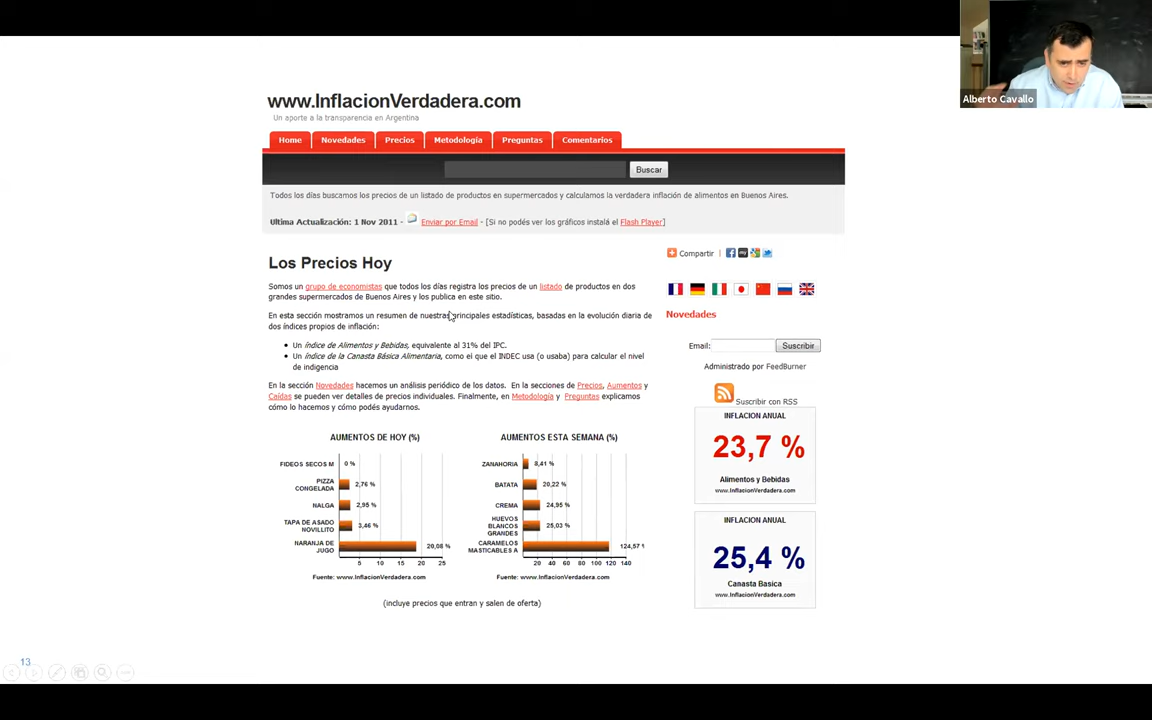 Alberto Cavallo
www.InflacionVerdadera.com
Un aporte a la transparencia en Argentina
Home Novedades Precios Metodología Preguntas Comentarios
Buscar
Todos los días buscamos los precios de un listado de productos en supermercados y calculamos la verdadera inflación de alimentos en Buenos Aires.
Ultima Actualización: 1 Nov 2011 - Enviar por Email - [Si no podés ver los gráficos instalá el Flash Player]
Los Precios Hoy
Somos un grupo de economistas que todos los días registra los precios de un listado de productos en dos
grandes supermercados de Buenos Aires y los publica en este sitio.
En esta sección mostramos un resumen de nuestras principales estadísticas, basadas en la evolución diaria de
dos índices propios de inflación:
Un índice de Alimentos y Bebidas, equivalente al 31% del IPC.
Un índice de la Canasta Básica Alimentaria, como el que el INDEC usa (o usaba) para calcular el nivel
de indigencia
En la sección Novedades hacemos un análisis periódico de los datos. En la secciones de Precios, Aumentos y
Caídas se pueden ver detalles de precios individuales. Finalmente, en Metodología y Preguntas explicamos
cómo lo hacemos y cómo podés ayudarnos.
AUMENTOS DE HOY (%)
FIDEOS SECOS M 0 %
PIZZA
CONGELADA 2,76 %
NALGA 2,95 %
TAPA DE ASADO
NOVILLITO 3,46 %
NARANJA DE
JUGO 20,08 %
5 10 15 20 25
Fuente: www.InflacionVerdadera.com
AUMENTOS ESTA SEMANA (%)
ZANAHORIA 8,41 %
BATATA 20,22 %
CREMA 24,95 %
HUEVOS
BLANCOS
GRANDES 25,03 %
CARAMELOS
MASTICABLES A 124,57
20 40 60 80 100 120 140
Fuente: www.InflacionVerdadera.com
(incluye precios que entran y salen de oferta)
Compartir |
Novedades
Email: Suscribir
Administrado por FeedBurner
Suscribir con RSS
INFLACION ANUAL
23,7 %
Alimentos y Bebidas
www.InflacionVerdadera.com
INFLACION ANUAL
25,4 %
Canasta Basica
www.InflacionVerdadera.com
13